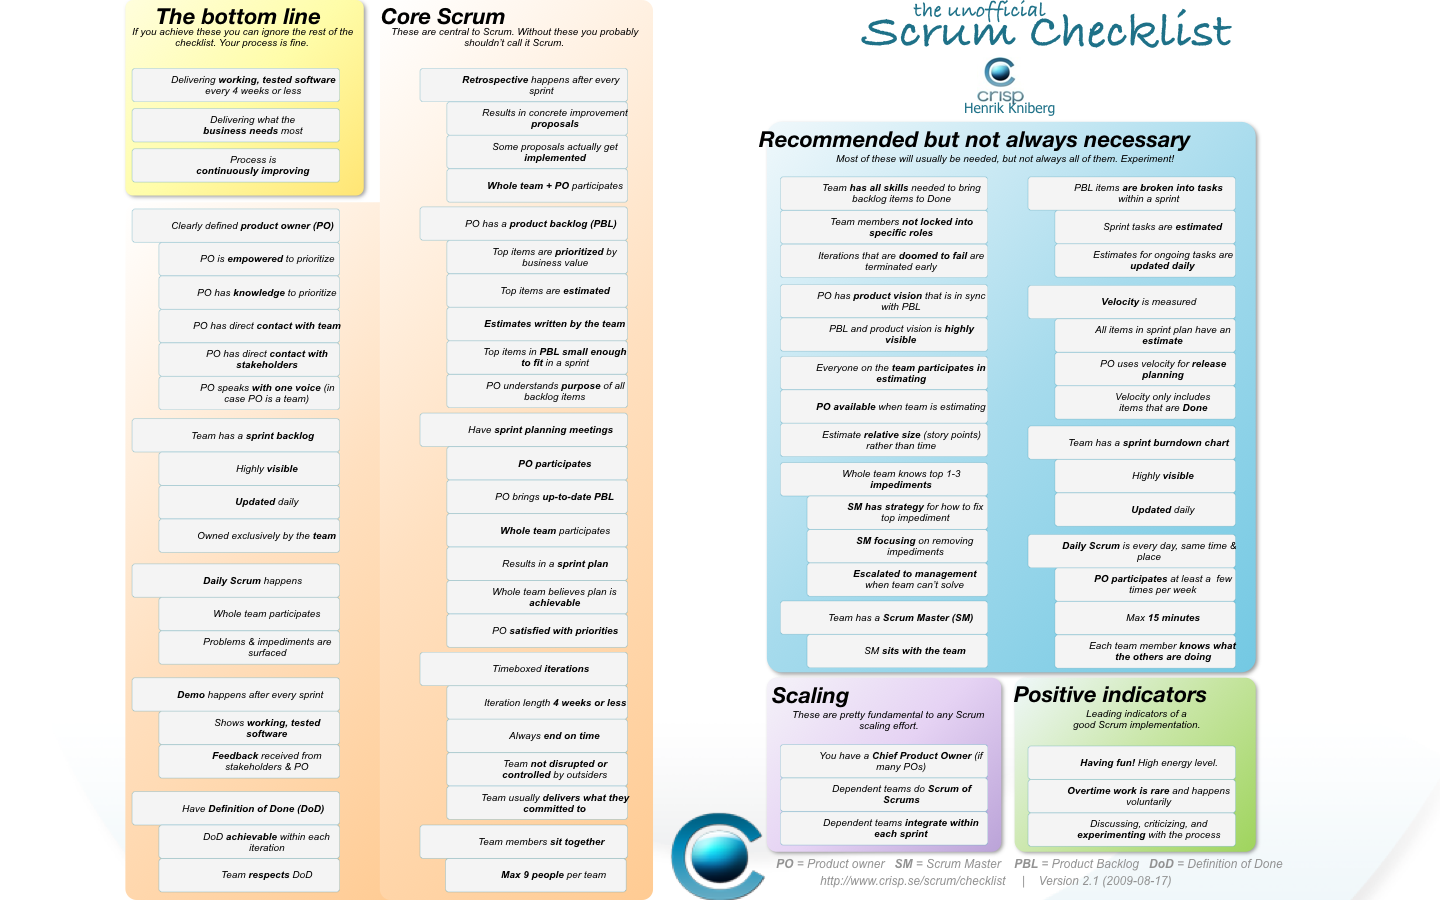 The bottom line
If you achieve these you can ignore the rest of the
checklist. Your process is fine.
Delivering working, tested software
every 4 weeks or less
Delivering what the
business needs most
Process is
continuously improving
Clearly defined product owner (PO)
PO is empowered to prioritize
PO has knowledge to prioritize
PO has direct contact with team
PO has direct contact with
stakeholders
PO speaks with one voice (in
case PO is a team)
Team has a sprint backlog
Highly visible
Updated daily
Owned exclusively by the team
Daily Scrum happens
Whole team participates
Problems & impediments are
surfaced
Demo happens after every sprint
Shows working, tested
software
Feedback received from
stakeholders & PO
Have Definition of Done (DoD)
DoD achievable within each
iteration
Team respects DoD
Core Scrum
These are central to Scrum. Without these you probably
shouldn't call it Scrum.
Retrospective happens after every
sprint
Results in concrete improvement
proposals
Some proposals actually get
implemented
Whole team + PO participates
PO has a product backlog (PBL)
Top items are prioritized by
business value
Top items are estimated
Estimates written by the team
Top items in PBL small enough
to fit in a sprint
PO understands purpose of all
backlog items
Have sprint planning meetings
PO participates
PO brings up-to-date PBL
Whole team participates
Results in a sprint plan
Whole team believes plan is
achievable
PO satisfied with priorities
Timeboxed iterations
Iteration length 4 weeks or less
Always end on time
Team not disrupted or
controlled by outsiders
Team usually delivers what they
committed to
Team members sit together
Max 9 people per team
the unofficial
Scrum Checklist
crisp
Henrik Kniberg
Recommended but not always necessary
Most of these will usually be needed, but not always all of them. Experiment!
Team has all skills needed to bring
backlog items to Done
Team members not locked into
specific roles
Iterations that are doomed to fail are
terminated early
PO has product vision that is in sync
with PBL
PBL and product vision is highly
visible
Everyone on the team participates in
estimating
PO available when team is estimating
Estimate relative size (story points)
rather than time
Whole team knows top 1-3
impediments
SM has strategy for how to fix
top impediment
SM focusing on removing
impediments
Escalated to management
when team can't solve
Team has a Scrum Master (SM)
SM sits with the team
PBL items are broken into tasks
within a sprint
Sprint tasks are estimated
Estimates for ongoing tasks are
updated daily
Velocity is measured
All items in sprint plan have an
estimate
PO uses velocity for release
planning
Velocity only includes
items that are Done
Team has a sprint burndown chart
Highly visible
Updated daily
Daily Scrum is every day, same time &
place
PO participates at least a few
times per week
Max 15 minutes
Each team member knows what
the others are doing
Scaling
These are pretty fundamental to any Scrum
scaling effort.
You have a Chief Product Owner (if
many POs)
Dependent teams do Scrum of
Scrums
Dependent teams integrate within
each sprint
Positive indicators
Leading indicators of a
good Scrum implementation.
Having fun! High energy level.
Overtime work is rare and happens
voluntarily
Discussing, criticizing, and
experimenting with the process
PO = Product owner SM = Scrum Master PBL = Product Backlog DoD = Definition of Done
http://www.crisp.se/scrum/checklist | Version 2.1 (2009-08-17)